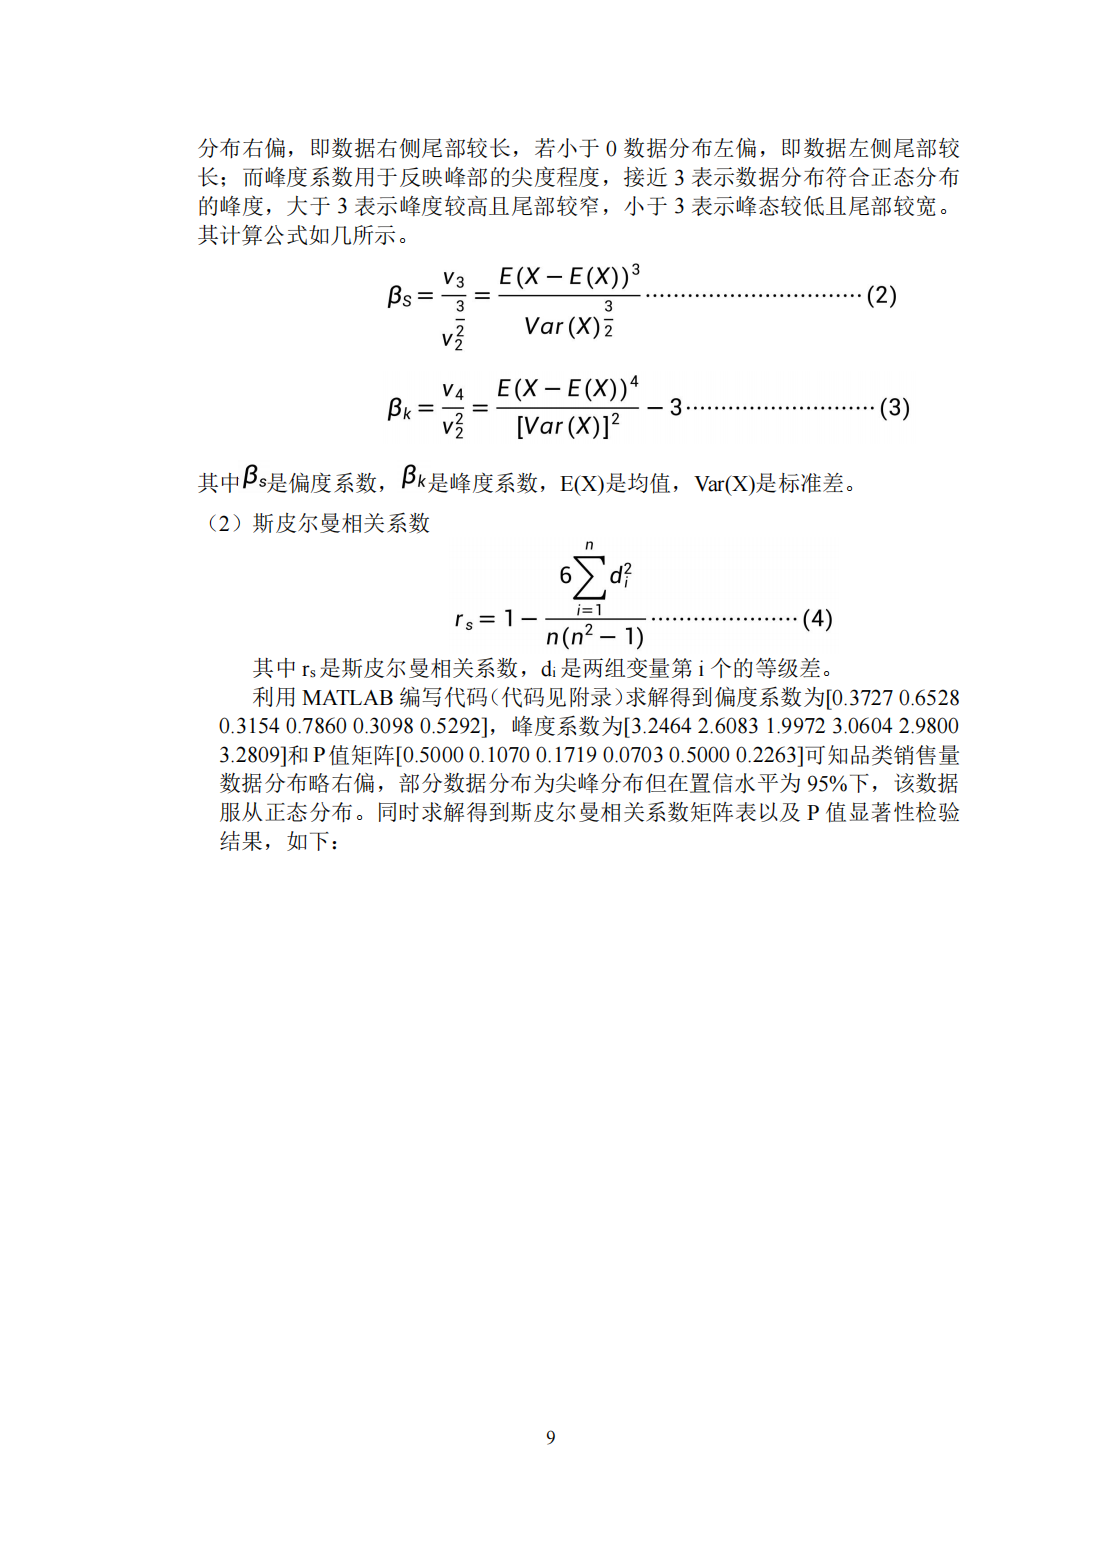 分布右偏，即数据右侧尾部较长，若小于 0 数据分布左偏，即数据左侧尾部较
长；而峰度系数用于反映峰部的尖度程度，接近 3 表示数据分布符合正态分布
的峰度，大于 3 表示峰度较高且尾部较窄，小于 3 表示峰态较低且尾部较宽。
其计算公式如几所示。
β_S = v_3 / v_2^{3/2} = E(X − E(X))^3 / Var(X)^{3/2} ·······························(2)
β_k = v_4 / v_2^2 = E(X − E(X))^4 / [Var(X)]^2 − 3···························(3)
其中β_s是偏度系数，β_k是峰度系数，E(X)是均值，Var(X)是标准差。
（2）斯皮尔曼相关系数
r_s = 1 − 6∑_{i=1}^{n} d_i^2 / n(n^2 − 1) ·····················(4)
其中 r_s 是斯皮尔曼相关系数，d_i 是两组变量第 i 个的等级差。
利用 MATLAB 编写代码（代码见附录）求解得到偏度系数为[0.3727 0.6528
0.3154 0.7860 0.3098 0.5292]，峰度系数为[3.2464 2.6083 1.9972 3.0604 2.9800
3.2809]和 P 值矩阵[0.5000 0.1070 0.1719 0.0703 0.5000 0.2263]可知品类销售量
数据分布略右偏，部分数据分布为尖峰分布但在置信水平为 95%下，该数据
服从正态分布。同时求解得到斯皮尔曼相关系数矩阵表以及 P 值显著性检验
结果，如下：
9